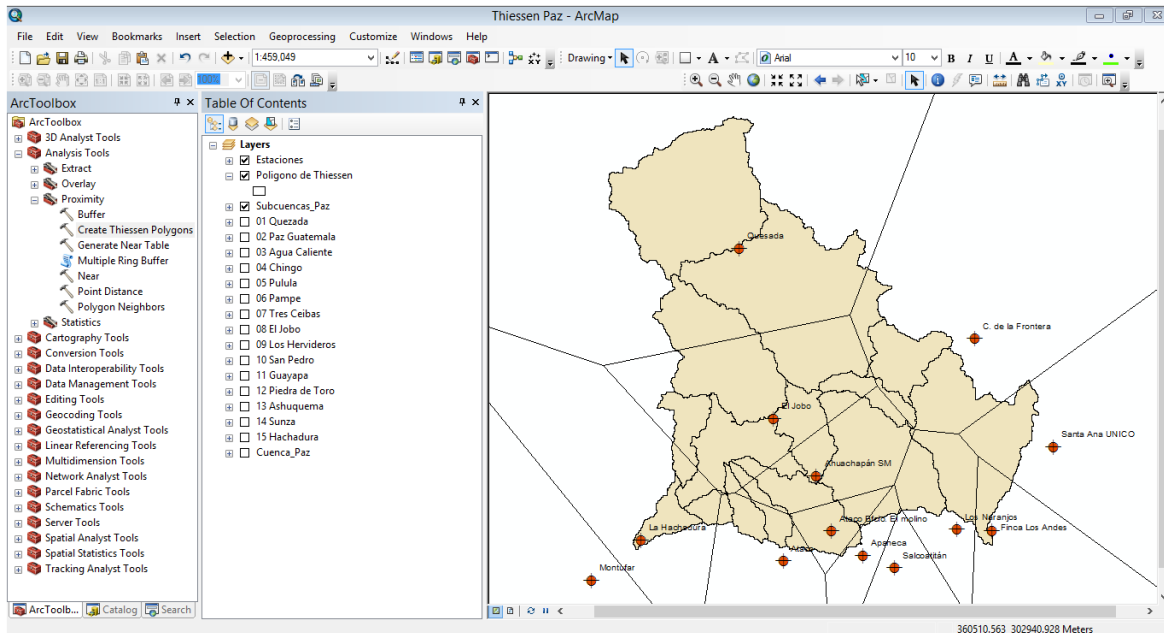 Thiessen Paz - ArcMap
File Edit View Bookmarks Insert Selection Geoprocessing Customize Windows Help
1:459,049 Drawing A Arial 10 B I U A
100%
ArcToolbox
ArcToolbox
3D Analyst Tools
Analysis Tools
Extract
Overlay
Proximity
Buffer
Create Thiessen Polygons
Generate Near Table
Multiple Ring Buffer
Near
Point Distance
Polygon Neighbors
Statistics
Cartography Tools
Conversion Tools
Data Interoperability Tools
Data Management Tools
Editing Tools
Geocoding Tools
Geostatistical Analyst Tools
Linear Referencing Tools
Multidimension Tools
Network Analyst Tools
Parcel Fabric Tools
Schematics Tools
Server Tools
Spatial Analyst Tools
Spatial Statistics Tools
Tracking Analyst Tools
ArcToolb... Catalog Search
Table Of Contents
Layers
Estaciones
Poligono de Thiessen
Subcuencas_Paz
01 Quezada
02 Paz Guatemala
03 Agua Caliente
04 Chingo
05 Pulula
06 Pampe
07 Tres Ceibas
08 El Jobo
09 Los Hervideros
10 San Pedro
11 Guayapa
12 Piedra de Toro
13 Ashuquema
14 Sunza
15 Hachadura
Cuenca_Paz
Quesada
C. de la Frontera
El Jobo
Santa Ana UNICO
Ahuachapán SM
La Hachadura
Ataco Bfcio. El molino
Los Naranjos
Finca Los Andes
Ataco
Apaneca
Salcoatitán
Montufar
360510.563 302940.928 Meters